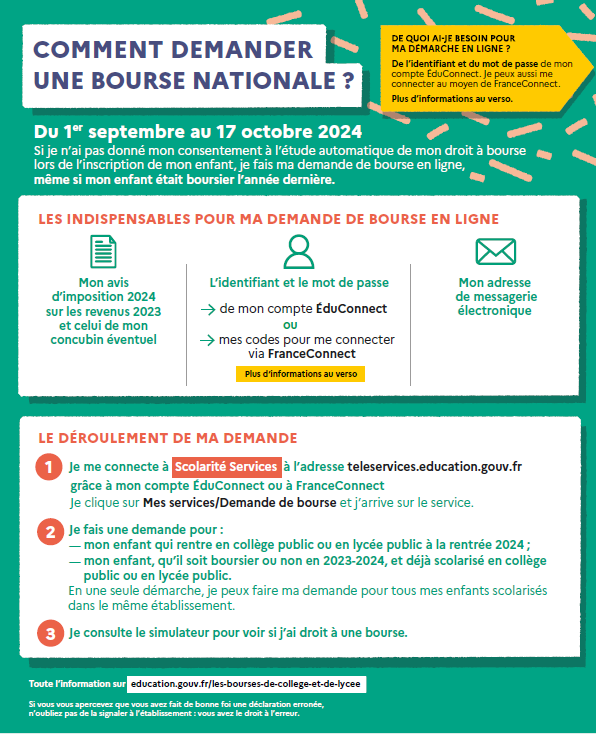 COMMENT DEMANDER
UNE BOURSE NATIONALE ?
DE QUOI AI-JE BESOIN POUR
MA DÉMARCHE EN LIGNE ?
De l'identifiant et du mot de passe de mon
compte ÉduConnect. Je peux aussi me
connecter au moyen de FranceConnect.
Plus d'informations au verso.
Du 1er septembre au 17 octobre 2024
Si je n'ai pas donné mon consentement à l'étude automatique de mon droit à bourse
lors de l'inscription de mon enfant, je fais ma demande de bourse en ligne,
même si mon enfant était boursier l'année dernière.
LES INDISPENSABLES POUR MA DEMANDE DE BOURSE EN LIGNE
Mon avis
d'imposition 2024
sur les revenus 2023
et celui de mon
concubin éventuel
L'identifiant et le mot de passe
→ de mon compte ÉduConnect
ou
→ mes codes pour me connecter
via FranceConnect
Plus d'informations au verso
Mon adresse
de messagerie
électronique
LE DÉROULEMENT DE MA DEMANDE
1 Je me connecte à Scolarité Services à l'adresse teleservices.education.gouv.fr
grâce à mon compte ÉduConnect ou à FranceConnect
Je clique sur Mes services/Demande de bourse et j'arrive sur le service.
2 Je fais une demande pour :
— mon enfant qui rentre en collège public ou en lycée public à la rentrée 2024 ;
— mon enfant, qu'il soit boursier ou non en 2023-2024, et déjà scolarisé en collège
public ou en lycée public.
En une seule démarche, je peux faire ma demande pour tous mes enfants scolarisés
dans le même établissement.
3 Je consulte le simulateur pour voir si j'ai droit à une bourse.
Toute l'information sur education.gouv.fr/les-bourses-de-college-et-de-lycee
Si vous vous apercevez que vous avez fait de bonne foi une déclaration erronée,
n'oubliez pas de la signaler à l'établissement : vous avez le droit à l'erreur.